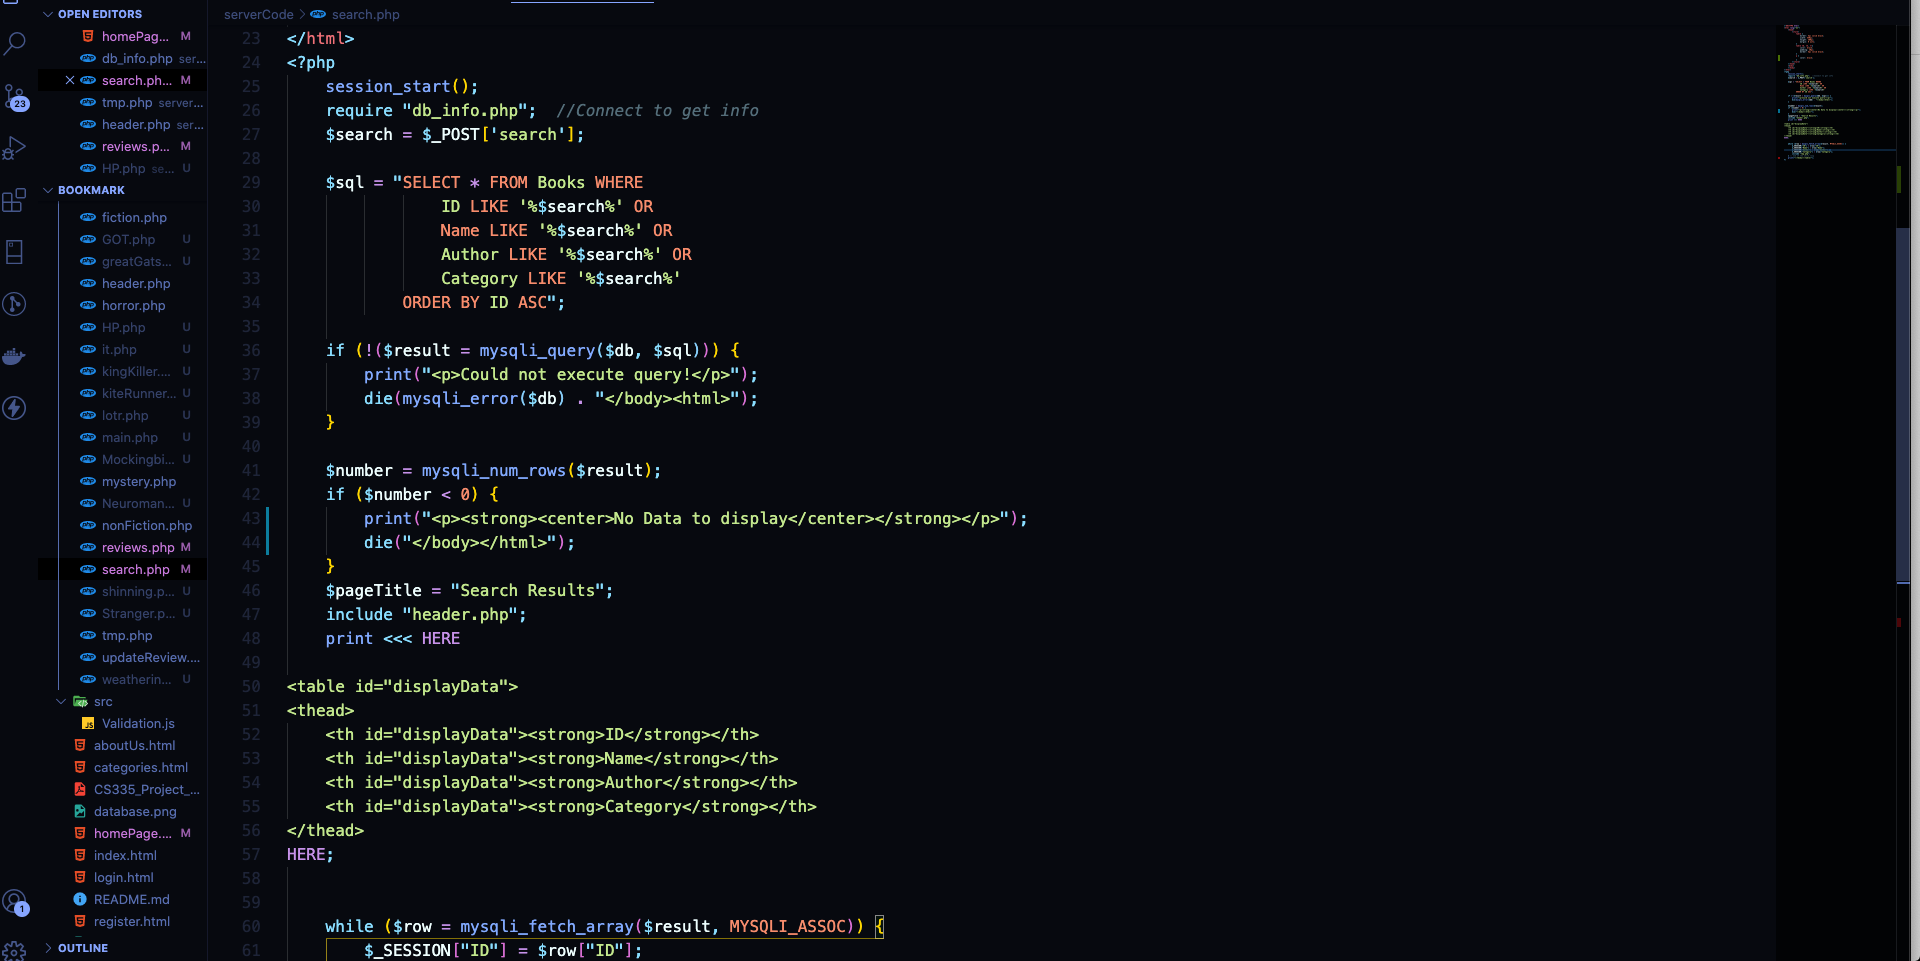 OPEN EDITORS
homePag... M
db_info.php ser...
search.ph... M
tmp.php server...
header.php ser...
reviews.p... M
HP.php se... U
BOOKMARK
fiction.php
GOT.php U
greatGats... U
header.php
horror.php
HP.php U
it.php U
kingKiller.... U
kiteRunner... U
lotr.php U
main.php U
Mockingbi... U
mystery.php
Neuroman... U
nonFiction.php
reviews.php M
search.php M
shinning.p... U
Stranger.p... U
tmp.php
updateReview....
weatherin... U
src
Validation.js
aboutUs.html
categories.html
CS335_Project_...
database.png
homePage.... M
index.html
login.html
README.md
register.html
OUTLINE
23
1
serverCode > search.php
23 </html>
24 <?php
25 session_start();
26 require "db_info.php"; //Connect to get info
27 $search = $_POST['search'];
28
29 $sql = "SELECT * FROM Books WHERE
30 ID LIKE '%$search%' OR
31 Name LIKE '%$search%' OR
32 Author LIKE '%$search%' OR
33 Category LIKE '%$search%'
34 ORDER BY ID ASC";
35
36 if (!($result = mysqli_query($db, $sql))) {
37 print("<p>Could not execute query!</p>");
38 die(mysqli_error($db) . "</body><html>");
39 }
40
41 $number = mysqli_num_rows($result);
42 if ($number < 0) {
43 print("<p><strong><center>No Data to display</center></strong></p>");
44 die("</body></html>");
45 }
46 $pageTitle = "Search Results";
47 include "header.php";
48 print <<< HERE
49
50 <table id="displayData">
51 <thead>
52 <th id="displayData"><strong>ID</strong></th>
53 <th id="displayData"><strong>Name</strong></th>
54 <th id="displayData"><strong>Author</strong></th>
55 <th id="displayData"><strong>Category</strong></th>
56 </thead>
57 HERE;
58
59
60 while ($row = mysqli_fetch_array($result, MYSQLI_ASSOC)) {
61 $_SESSION["ID"] = $row["ID"];